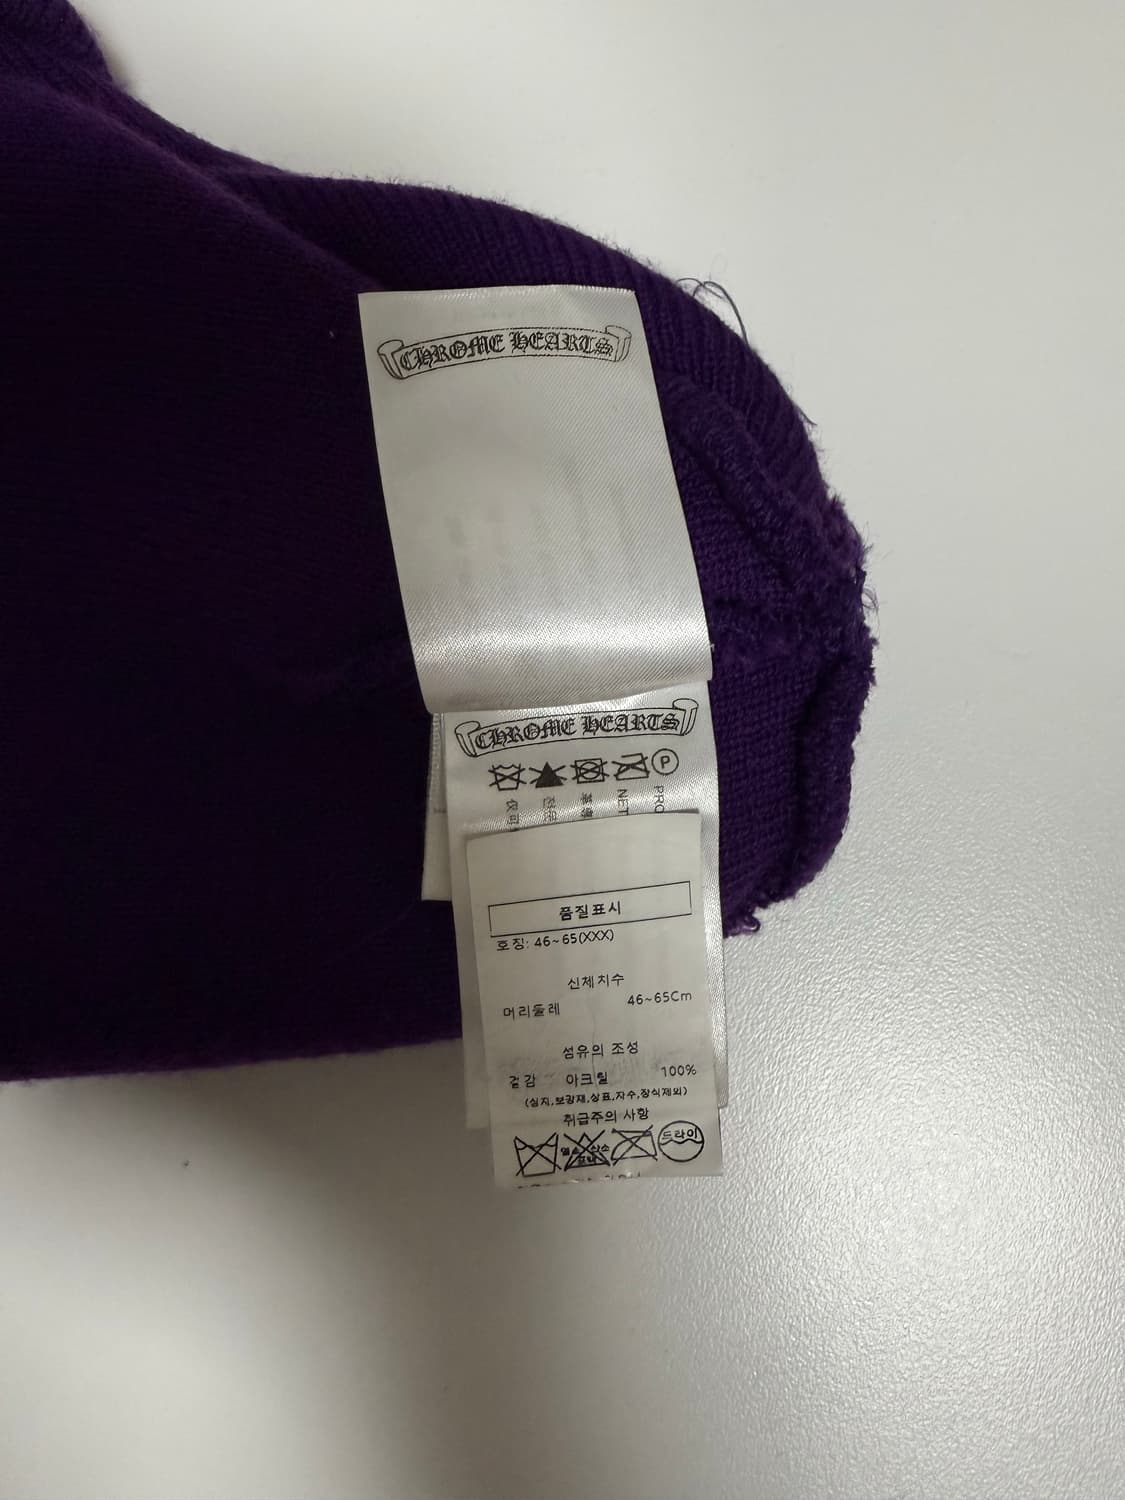 CHROME HEARTS
CHROME HEARTS
P
품질표시
호칭: 46~65(XXX)
신체치수
머리둘레 46~65Cm
섬유의 조성
겉감 아크릴 100%
(심지,보강재,상표,자수,장식제외)
취급주의 사항
드라이